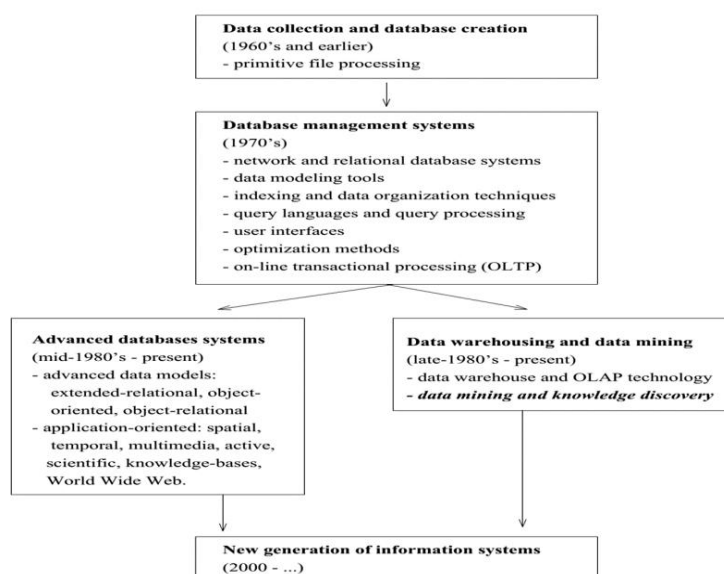 Data collection and database creation
(1960's and earlier)
- primitive file processing
Database management systems
(1970's)
- network and relational database systems
- data modeling tools
- indexing and data organization techniques
- query languages and query processing
- user interfaces
- optimization methods
- on-line transactional processing (OLTP)
Advanced databases systems
(mid-1980's - present)
- advanced data models:
extended-relational, object-
oriented, object-relational
- application-oriented: spatial,
temporal, multimedia, active,
scientific, knowledge-bases,
World Wide Web.
Data warehousing and data mining
(late-1980's - present)
- data warehouse and OLAP technology
- data mining and knowledge discovery
New generation of information systems
(2000 - ...)